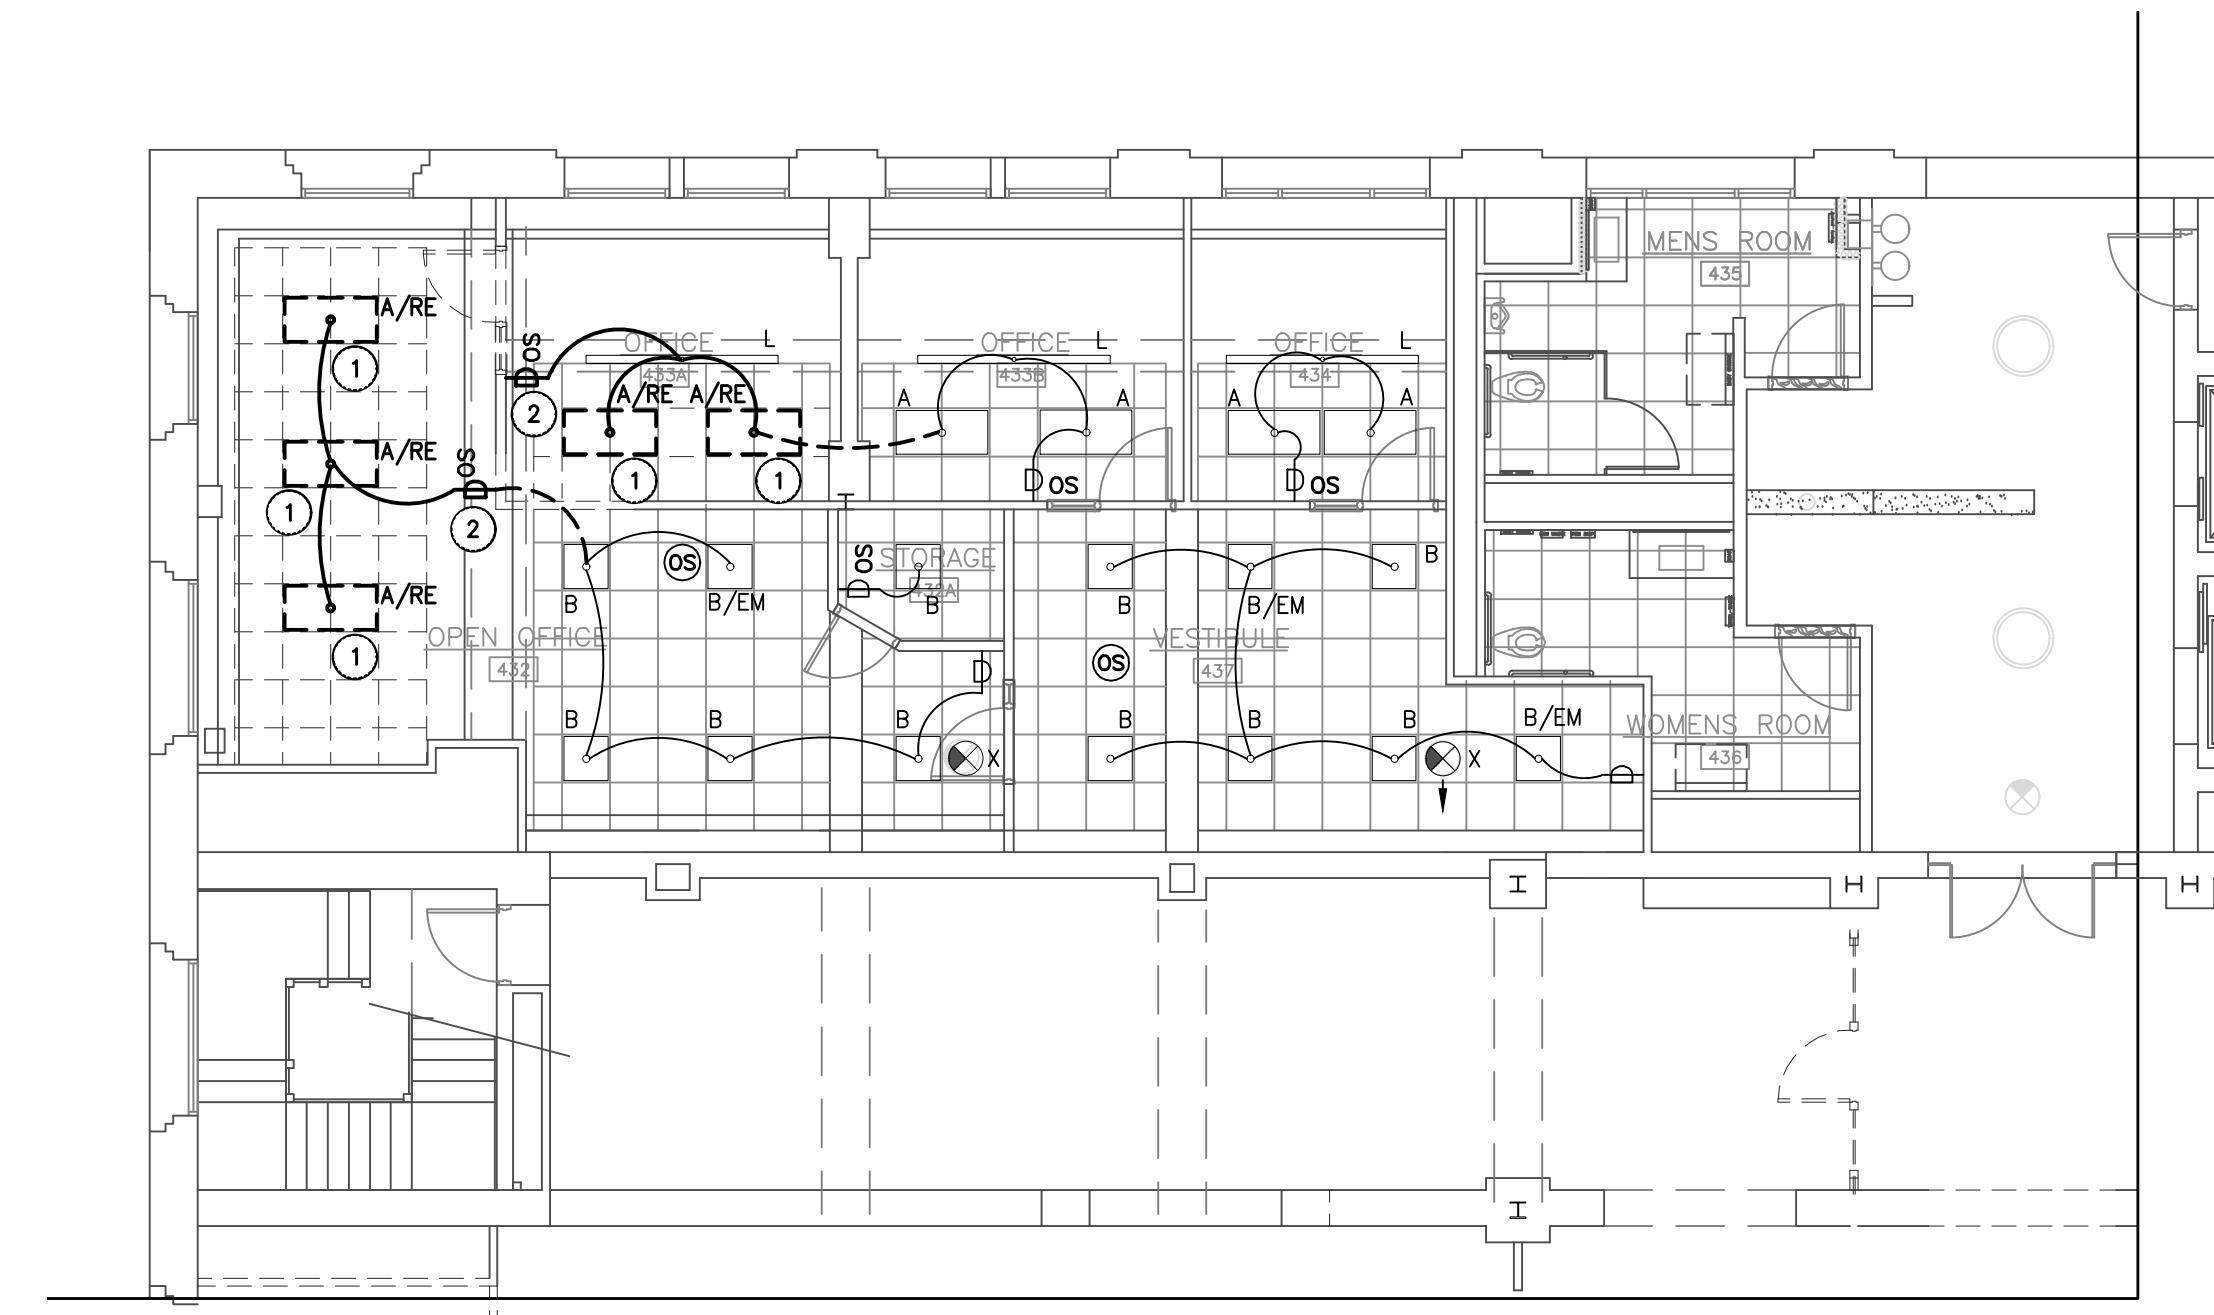 MENS ROOM
435
A/RE
1
A/RE
1
A/RE
1
OS
2
OS
2
OFFICE
L
433A
A/RE A/RE
1
1
OFFICE
L
433B
A
A
OS
OFFICE
L
434
A
A
OS
OS
B
B/EM
OS
STORAGE
432A
B
OPEN OFFICE
432
B
B
B
X
B
B/EM
B
OS
VESTIBULE
437
B
B
B
X
B/EM
WOMENS ROOM
436